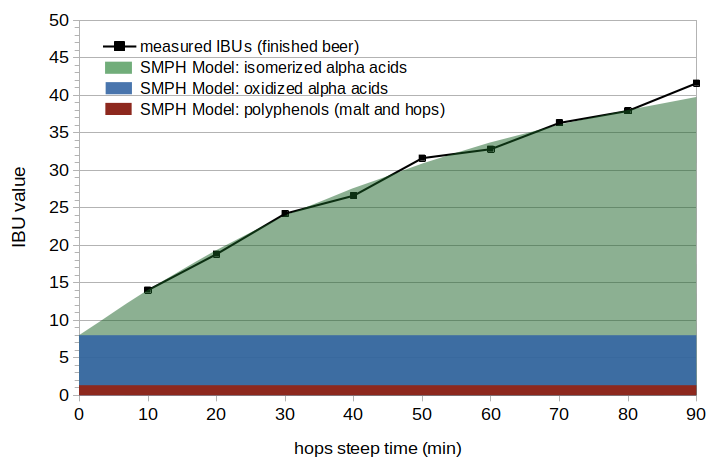 50
45
40
35
30
25
20
15
10
5
0
IBU value
measured IBUs (finished beer)
SMPH Model: isomerized alpha acids
SMPH Model: oxidized alpha acids
SMPH Model: polyphenols (malt and hops)
0 10 20 30 40 50 60 70 80 90
hops steep time (min)